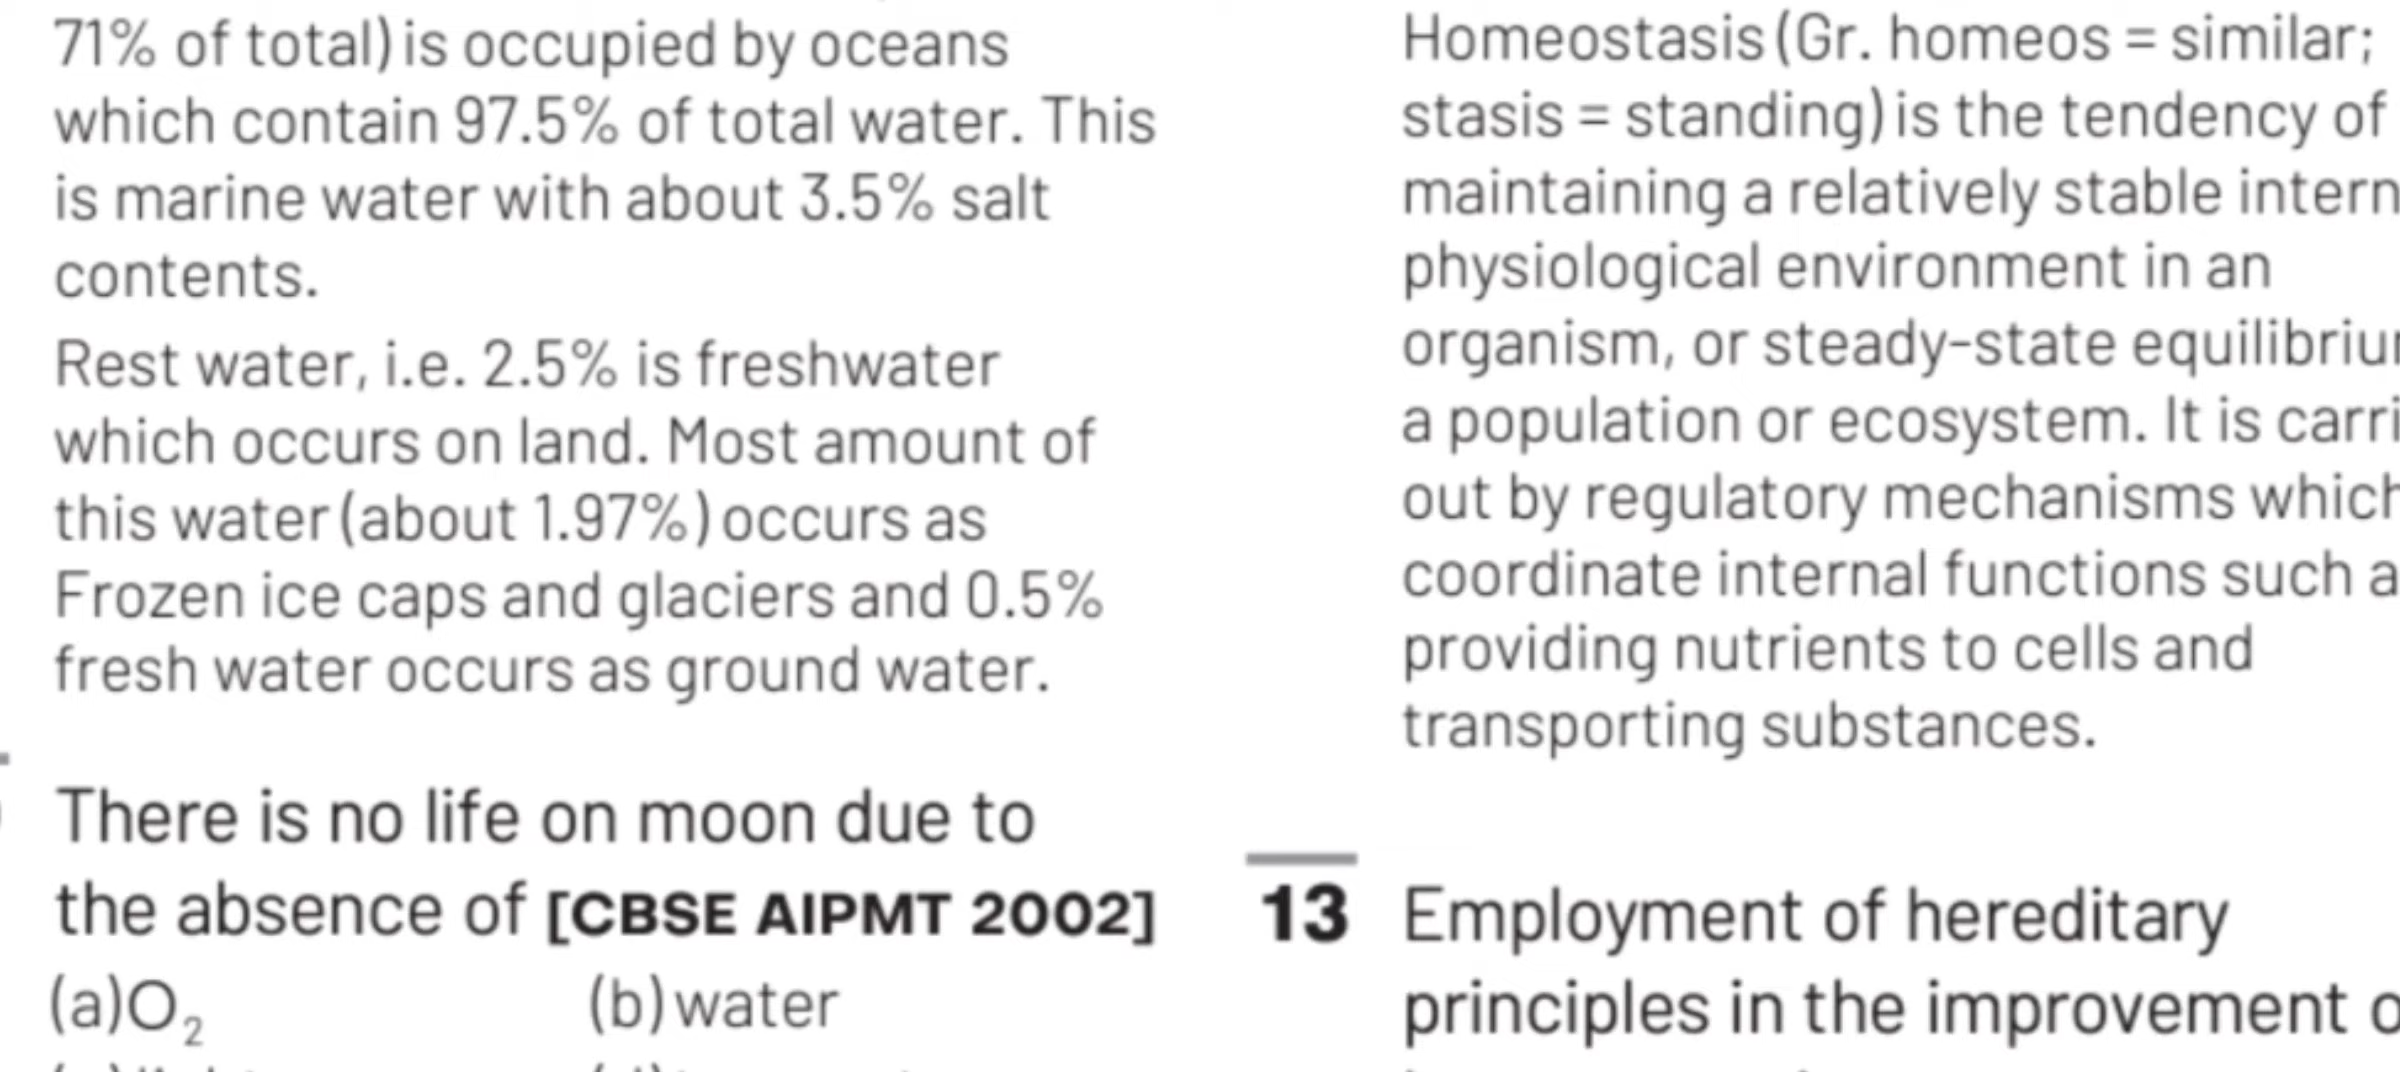 71% of total) is occupied by oceans
which contain 97.5% of total water. This
is marine water with about 3.5% salt
contents.
Rest water, i.e. 2.5% is freshwater
which occurs on land. Most amount of
this water (about 1.97%) occurs as
Frozen ice caps and glaciers and 0.5%
fresh water occurs as ground water.
There is no life on moon due to
the absence of [CBSE AIPMT 2002]
(a) O₂ (b) water
Homeostasis (Gr. homeos = similar;
stasis = standing) is the tendency of
maintaining a relatively stable intern
physiological environment in an
organism, or steady-state equilibriu
a population or ecosystem. It is carri
out by regulatory mechanisms which
coordinate internal functions such a
providing nutrients to cells and
transporting substances.
13 Employment of hereditary
principles in the improvement o